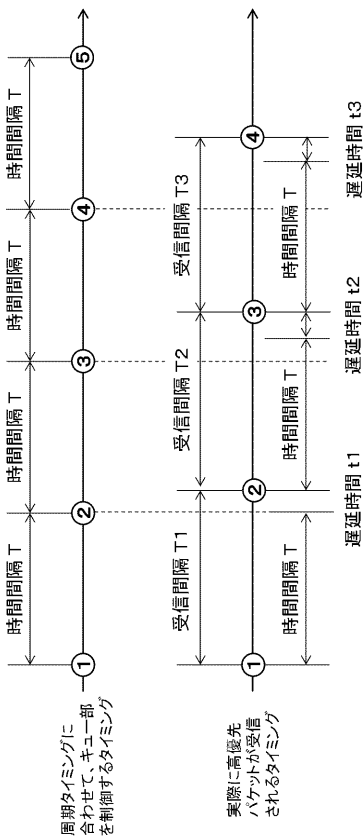 時間間隔 T
時間間隔 T
時間間隔 T
時間間隔 T
周期タイミングに
合わせて、キュー部
を制御するタイミング
①
②
③
④
⑤
受信間隔 T1
受信間隔 T2
受信間隔 T3
実際に高優先
パケットが受信
されるタイミング
①
②
③
④
時間間隔 T
時間間隔 T
時間間隔 T
遅延時間 t1
遅延時間 t2
遅延時間 t3